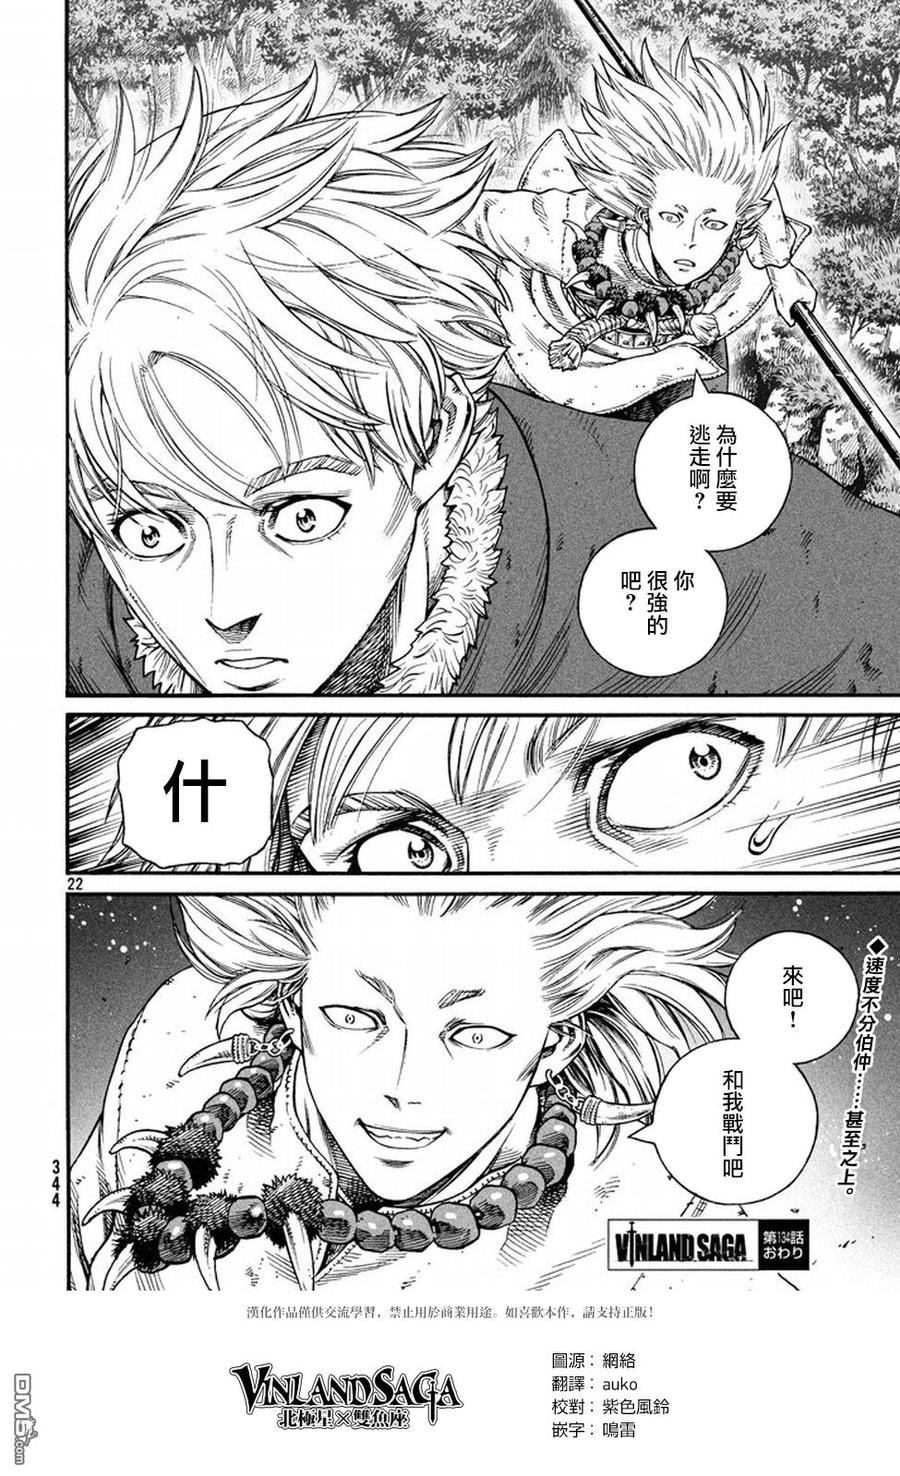 為什麼要
逃走啊？
你
很強的
吧？
什
22
來吧！
和我戰鬥吧
◆速度不分伯仲……甚至之上。
344
VINLAND SAGA
第134話
おわり
漢化作品僅供交流學習，禁止用於商業用途。如喜歡本作，請支持正版！
VINLAND SAGA
北極星×雙魚座
圖源：網絡
翻譯：auko
校對：紫色風鈴
嵌字：鳴雷
DM5.com